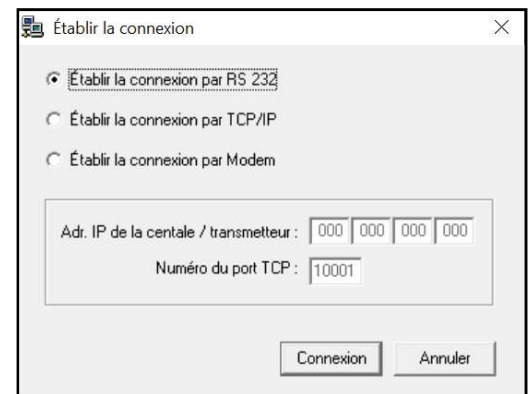 Établir la connexion
Établir la connexion par RS 232
Établir la connexion par TCP/IP
Établir la connexion par Modem
Adr. IP de la centale / transmetteur : 000 000 000 000
Numéro du port TCP : 10001
Connexion Annuler